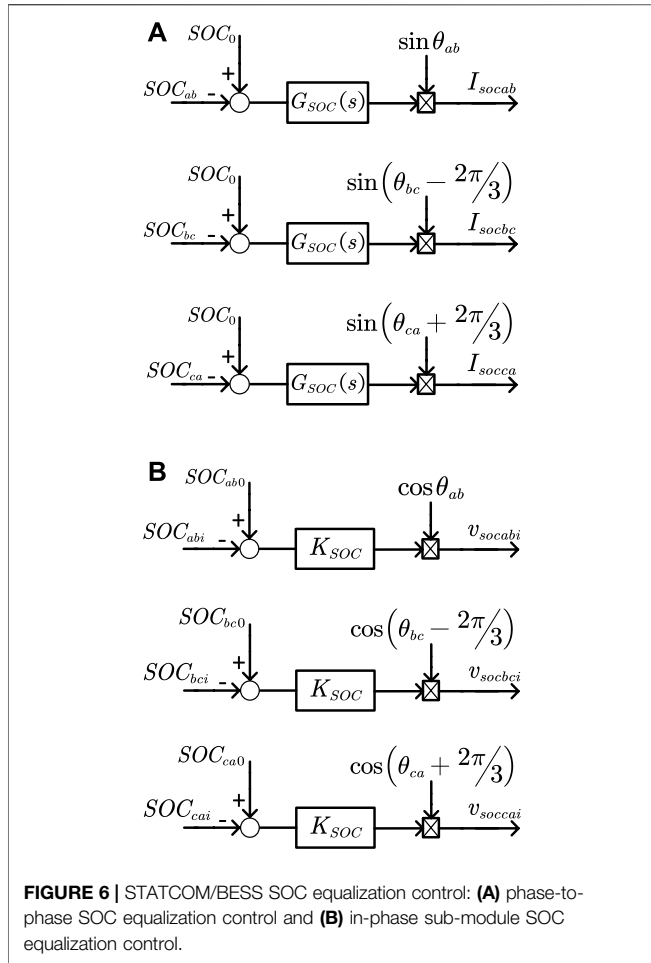 A
SOC₀
sin θ_ab
SOC_ab
+
-
G_SOC(s)
I_socab
SOC₀
sin(θ_bc − 2π/3)
SOC_bc
+
-
G_SOC(s)
I_socbc
SOC₀
sin(θ_ca + 2π/3)
SOC_ca
+
-
G_SOC(s)
I_socca
B
SOC_ab0
cos θ_ab
SOC_abi
+
-
K_SOC
v_socabi
SOC_bc0
cos(θ_bc − 2π/3)
SOC_bci
+
-
K_SOC
v_socbci
SOC_ca0
cos(θ_ca + 2π/3)
SOC_cai
+
-
K_SOC
v_soccai
FIGURE 6 | STATCOM/BESS SOC equalization control: (A) phase-to-
phase SOC equalization control and (B) in-phase sub-module SOC
equalization control.